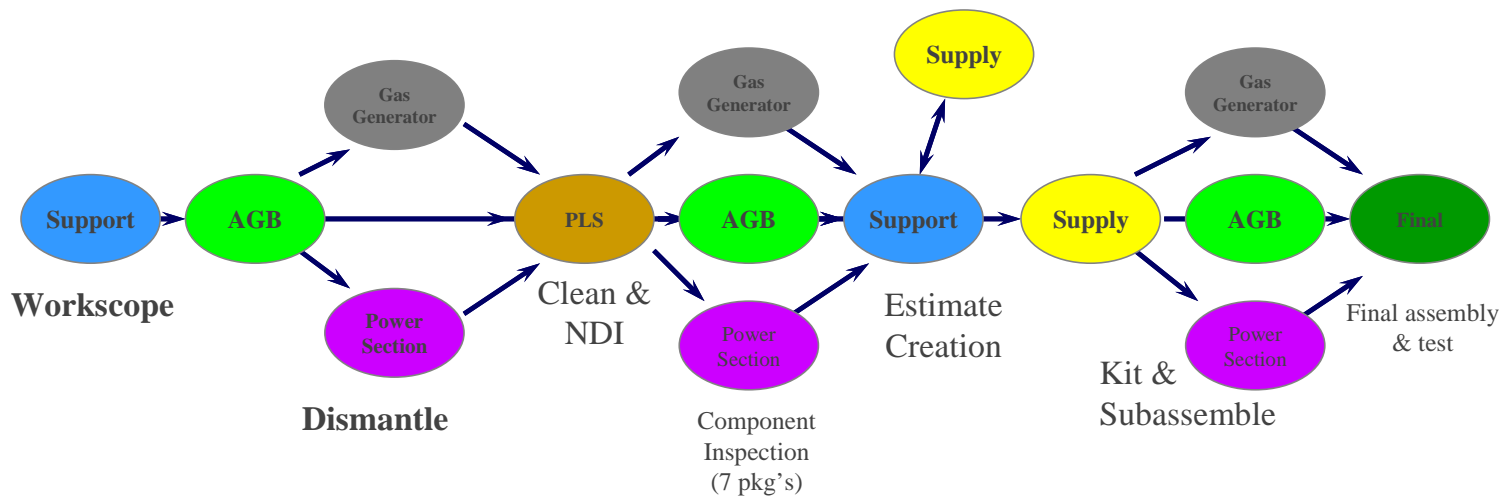 Supply
Gas
Generator
Gas
Generator
Gas
Generator
Support
AGB
PLS
AGB
Support
Supply
AGB
Final
Workscope
Clean &
NDI
Estimate
Creation
Power
Section
Power
Section
Power
Section
Final assembly
& test
Dismantle
Kit &
Subassemble
Component
Inspection
(7 pkg's)